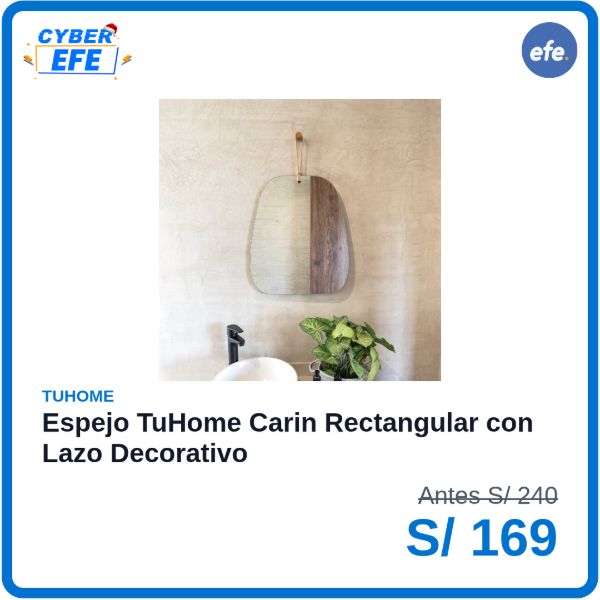 CYBER
EFE
efe.
TUHOME
Espejo TuHome Carin Rectangular con
Lazo Decorativo
Antes S/ 240
S/ 169